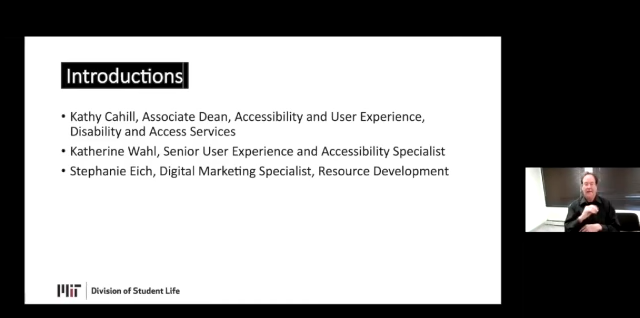 Introductions
• Kathy Cahill, Associate Dean, Accessibility and User Experience,
Disability and Access Services
• Katherine Wahl, Senior User Experience and Accessibility Specialist
• Stephanie Eich, Digital Marketing Specialist, Resource Development
MIT Division of Student Life